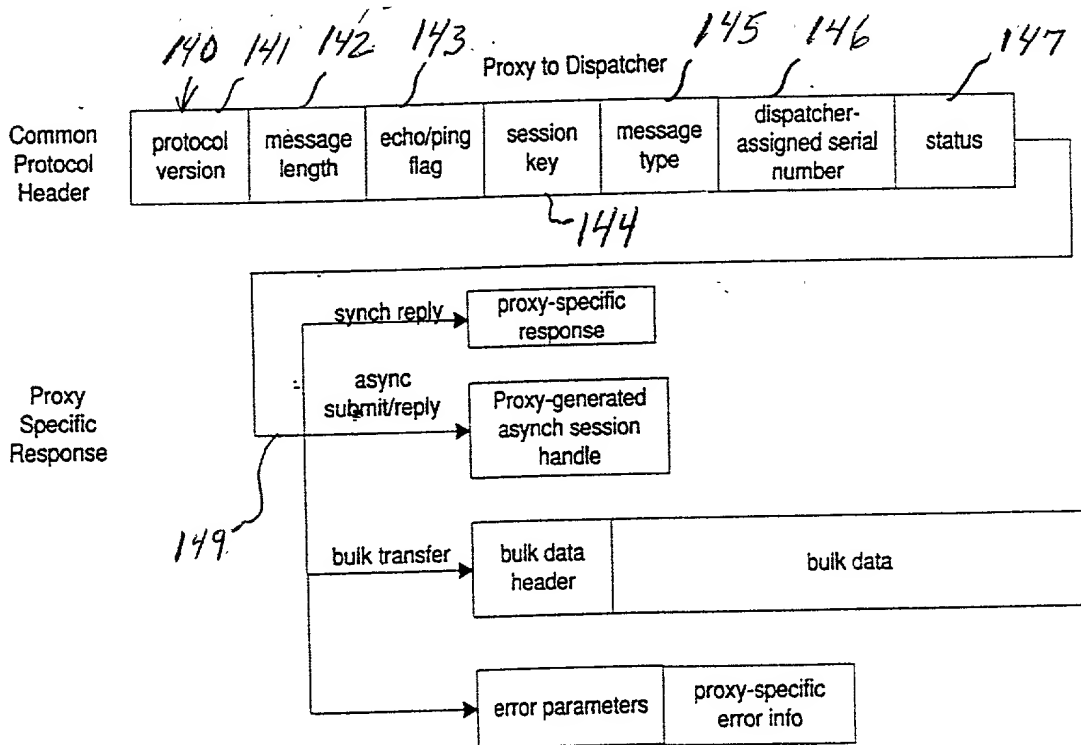 140 141 142 143 145 146 147
Proxy to Dispatcher
Common
Protocol
Header
protocol
version
message
length
echo/ping
flag
session
key
message
type
dispatcher-
assigned serial
number
status
144
synch reply
proxy-specific
response
Proxy
Specific
Response
async
submit/reply
Proxy-generated
asynch session
handle
149
bulk transfer
bulk data
header
bulk data
error parameters
proxy-specific
error info